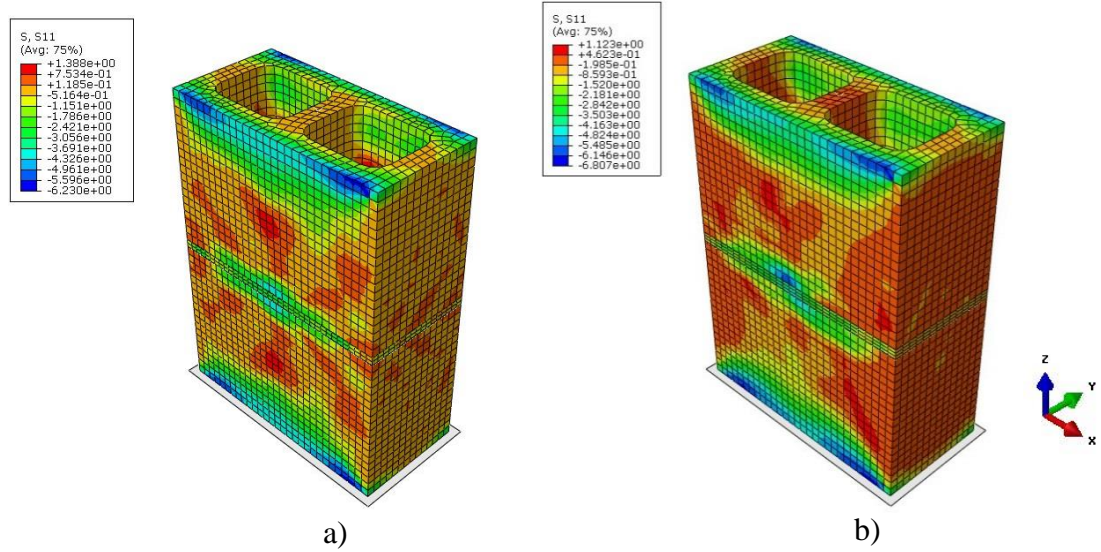 S, S11
(Avg: 75%)
+1.388e+00
+7.534e-01
+1.185e-01
-5.164e-01
-1.151e+00
-1.786e+00
-2.421e+00
-3.056e+00
-3.691e+00
-4.326e+00
-4.961e+00
-5.596e+00
-6.230e+00
S, S11
(Avg: 75%)
+1.123e+00
+4.623e-01
-1.985e-01
-8.593e-01
-1.520e+00
-2.181e+00
-2.842e+00
-3.503e+00
-4.163e+00
-4.824e+00
-5.485e+00
-6.146e+00
-6.807e+00
Z
Y
X
a)
b)